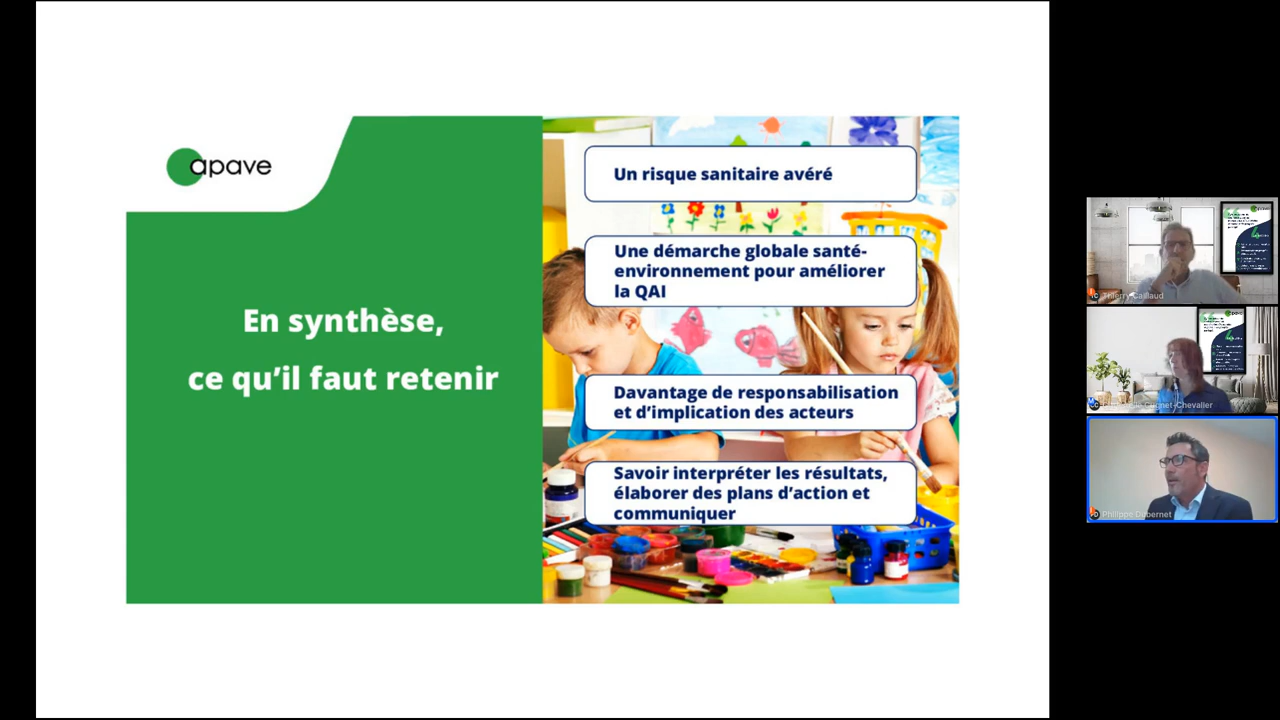 apave
En synthèse,
ce qu'il faut retenir
Un risque sanitaire avéré
Une démarche globale santé-
environnement pour améliorer
la QAI
Davantage de responsabilisation
et d'implication des acteurs
Savoir interpréter les résultats,
élaborer des plans d'action et
communiquer
Thierry Caillaud
Cugnet-Chevallier
Philippe Dubernet